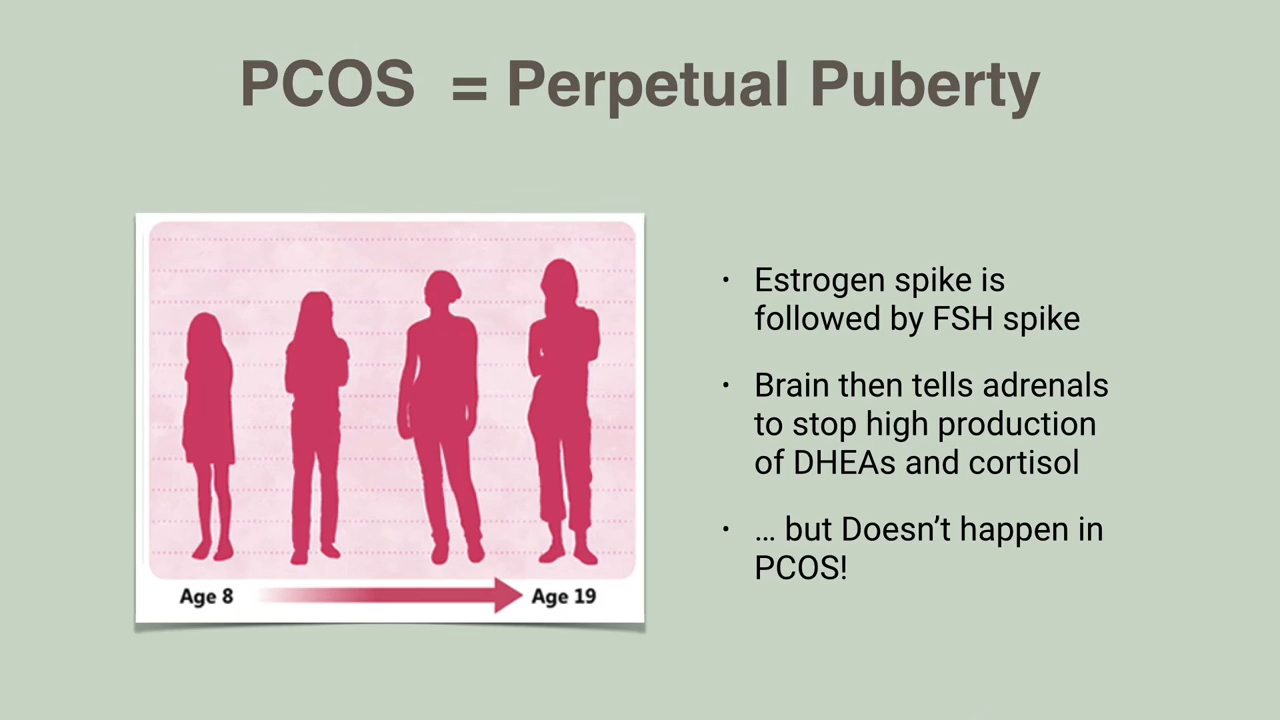 PCOS = Perpetual Puberty
Age 8
Age 19
• Estrogen spike is
followed by FSH spike
• Brain then tells adrenals
to stop high production
of DHEAs and cortisol
• … but Doesn’t happen in
PCOS!